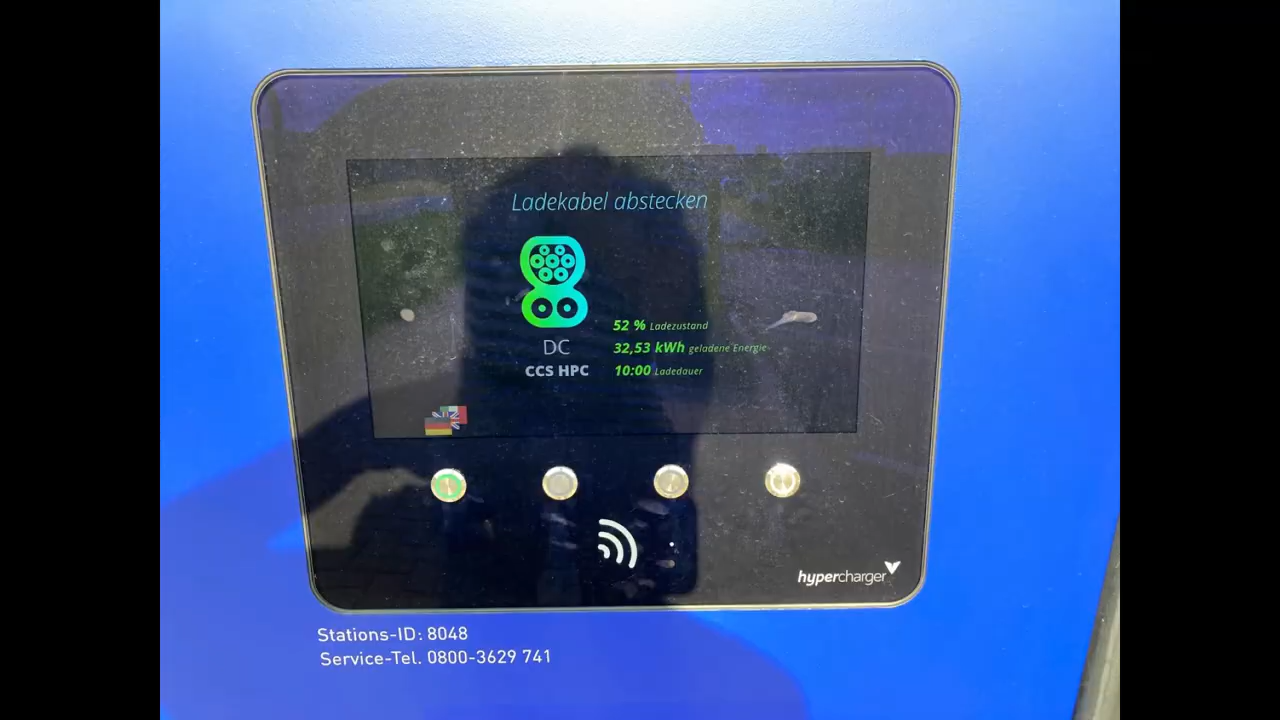 Ladekabel abstecken
52 % Ladezustand
DC
32,53 kWh geladene Energie
CCS HPC
10:00 Ladedauer
hypercharger
Stations-ID: 8048
Service-Tel. 0800-3629 741